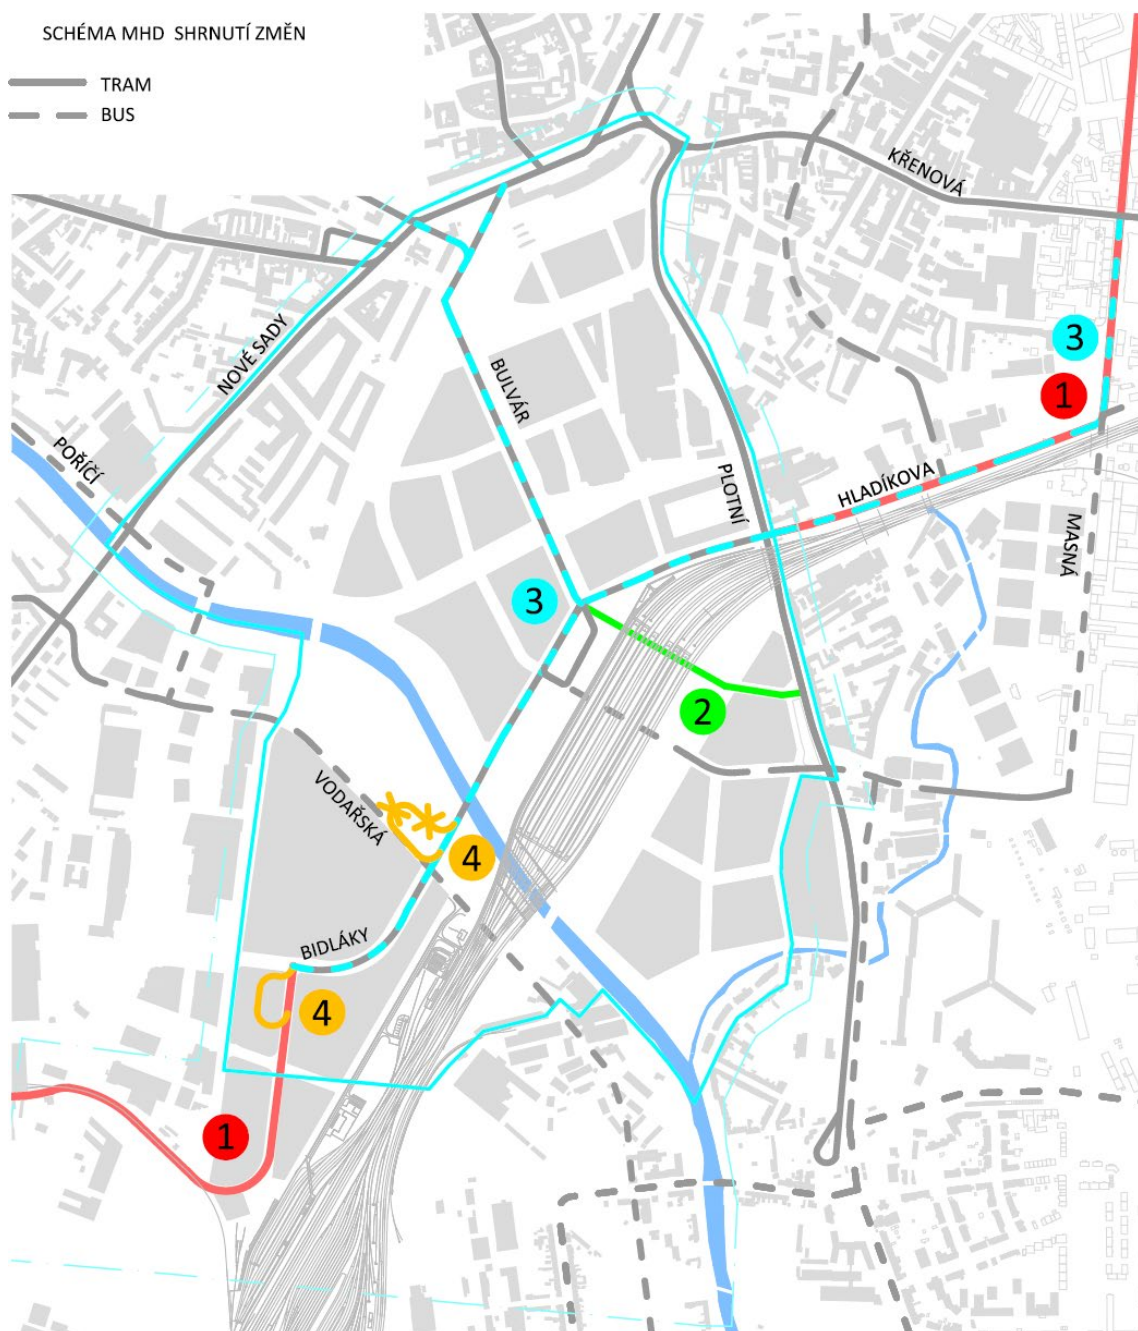 SCHÉMA MHD SHRNUTÍ ZMĚN
TRAM
BUS
KŘENOVÁ
NOVÉ SADY
3
BULVÁR
1
POŘÍČÍ
PLOTNÍ
HLADÍKOVA
MASNÁ
3
2
VODAŘSKÁ
4
BIDLÁKY
4
1